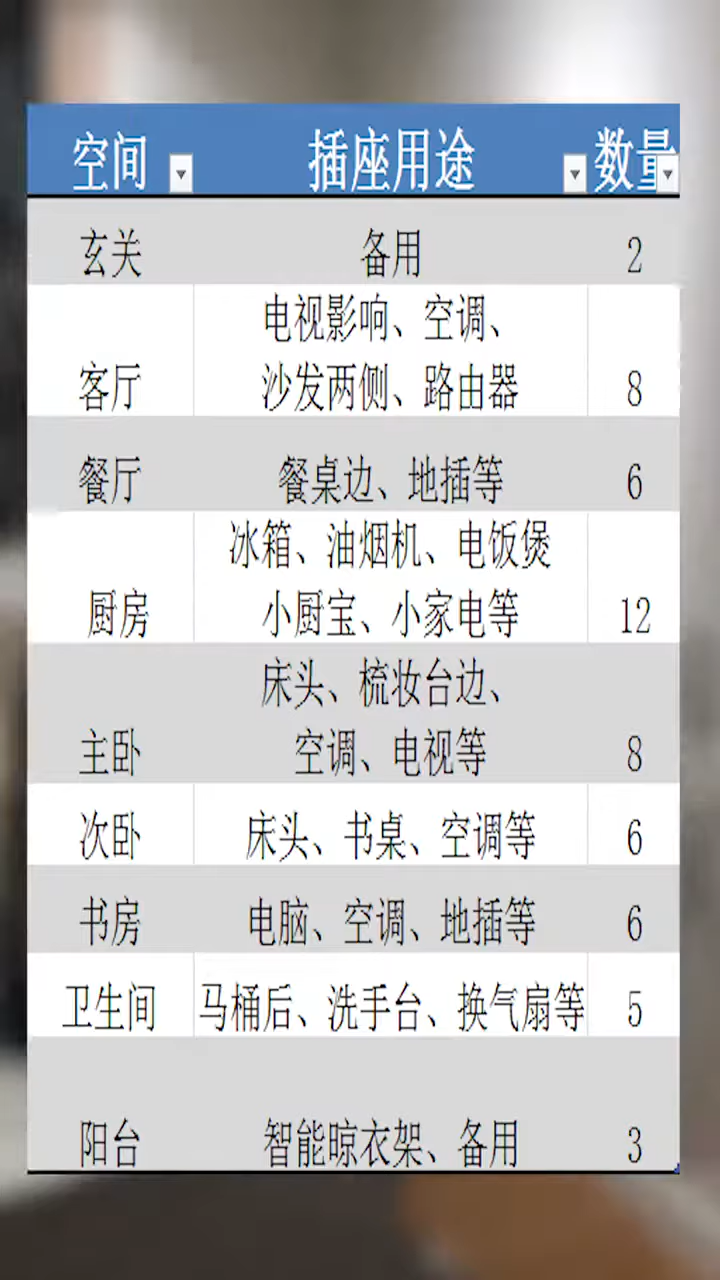 空间 插座用途 数量
玄关 备用 2
电视影响、空调、
客厅 沙发两侧、路由器 8
餐厅 餐桌边、地插等 6
冰箱、油烟机、电饭煲
厨房 小厨宝、小家电等 12
床头、梳妆台边、
主卧 空调、电视等 8
次卧 床头、书桌、空调等 6
书房 电脑、空调、地插等 6
卫生间 马桶后、洗手台、换气扇等 5
阳台 智能晾衣架、备用 3